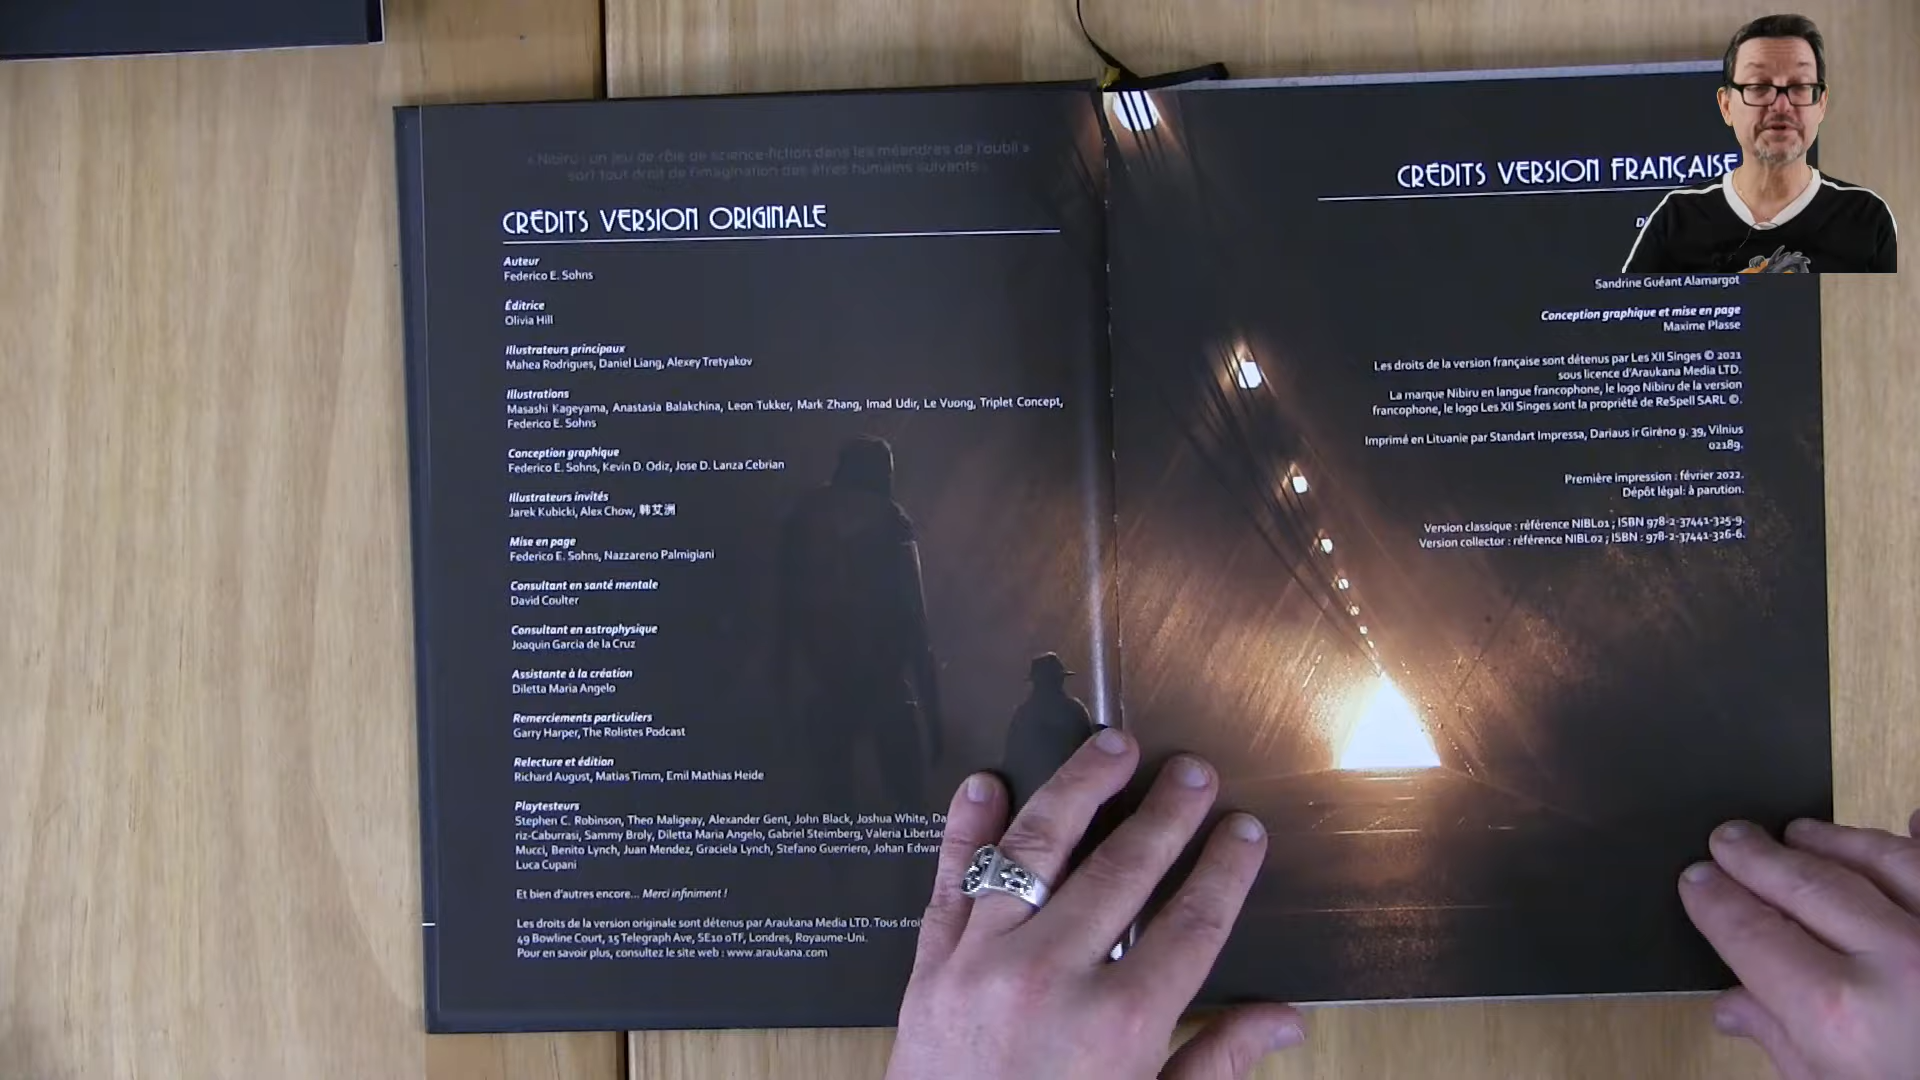 « Nibiru : un jeu de rôle de science-fiction dans les méandres de l'oubli »
sort tout droit de l'imagination des êtres humains suivants :
CRÉDITS VERSION ORIGINALE
Auteur
Federico E. Sohns
Éditrice
Olivia Hill
Illustrateurs principaux
Mahea Rodrigues, Daniel Liang, Alexey Tretyakov
Illustrations
Masashi Kageyama, Anastasia Balakchina, Leon Tukker, Mark Zhang, Imad Udir, Le Vuong, Triplet Concept,
Federico E. Sohns
Conception graphique
Federico E. Sohns, Kevin D. Odiz, Jose D. Lanza Cebrian
Illustrateurs invités
Jarek Kubicki, Alex Chow, 韩艾洲
Mise en page
Federico E. Sohns, Nazzareno Palmigiani
Consultant en santé mentale
David Coulter
Consultant en astrophysique
Joaquin Garcia de la Cruz
Assistante à la création
Diletta Maria Angelo
Remerciements particuliers
Garry Harper, The Rolistes Podcast
Relecture et édition
Richard August, Matias Timm, Emil Mathias Heide
Playtesteurs
Stephen C. Robinson, Theo Maligeay, Alexander Gent, John Black, Joshua White,
riz-Caburrasi, Sammy Broly, Diletta Maria Angelo, Gabriel Steimberg, Valeria
Mucci, Benito Lynch, Juan Mendez, Graciela Lynch, Stefano Guerriero, Johan
Luca Cupani
Et bien d'autres encore... Merci infiniment !
Les droits de la version originale sont détenus par Araukana Media LTD. Tous
49 Bowline Court, 15 Telegraph Ave, SE10 0TF, Londres, Royaume-Uni.
Pour en savoir plus, consultez le site web : www.araukana.com
CRÉDITS VERSION FRANÇAISE
Sandrine Guéant Alamargot
Conception graphique et mise en page
Maxime Plasse
Les droits de la version française sont détenus par Les XII Singes © 2021
sous licence d'Araukana Media LTD.
La marque Nibiru en langue francophone, le logo Nibiru de la version
francophone, le logo Les XII Singes sont la propriété de ReSpell SARL ©.
Imprimé en Lituanie par Standart Impressa, Dariaus ir Girėno g. 39, Vilnius
02189.
Première impression : février 2022.
Dépôt légal: à parution.
Version classique : référence NIBL01 ; ISBN 978-2-37441-325-9.
Version collector : référence NIBL02 ; ISBN : 978-2-37441-326-6.